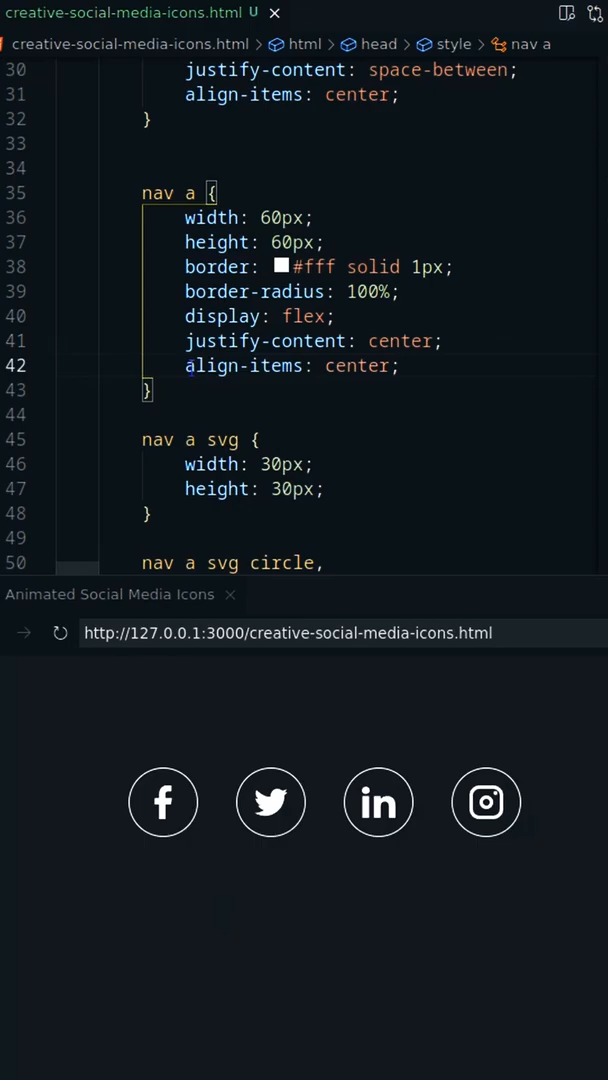 creative-social-media-icons.html U
creative-social-media-icons.html > html > head > style > nav a
30 justify-content: space-between;
31 align-items: center;
32 }
33
34
35 nav a {
36 width: 60px;
37 height: 60px;
38 border: #fff solid 1px;
39 border-radius: 100%;
40 display: flex;
41 justify-content: center;
42 align-items: center;
43 }
44
45 nav a svg {
46 width: 30px;
47 height: 30px;
48 }
49
50 nav a svg circle,
Animated Social Media Icons
http://127.0.0.1:3000/creative-social-media-icons.html
f in